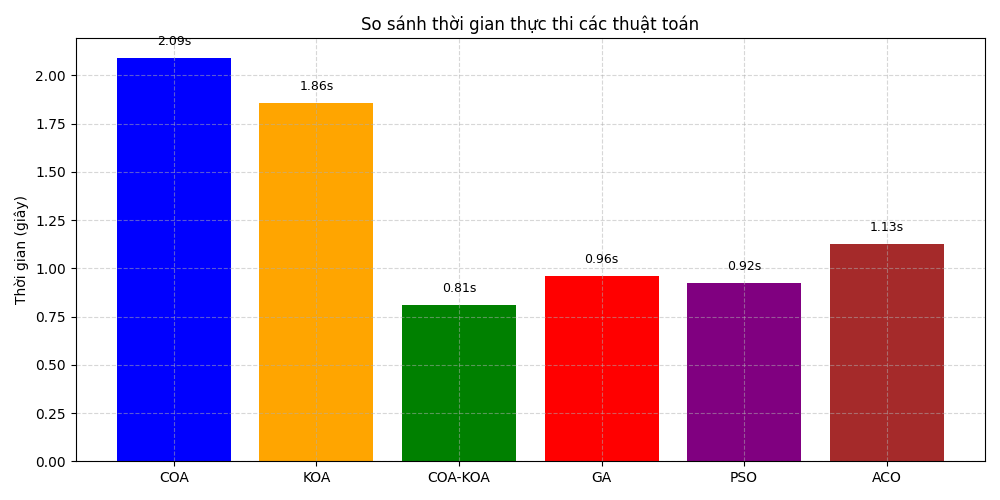 So sánh thời gian thực thi các thuật toán
Thời gian (giây)
2.00
1.75
1.50
1.25
1.00
0.75
0.50
0.25
0.00
2.09s
1.86s
0.81s
0.96s
0.92s
1.13s
COA
KOA
COA-KOA
GA
PSO
ACO